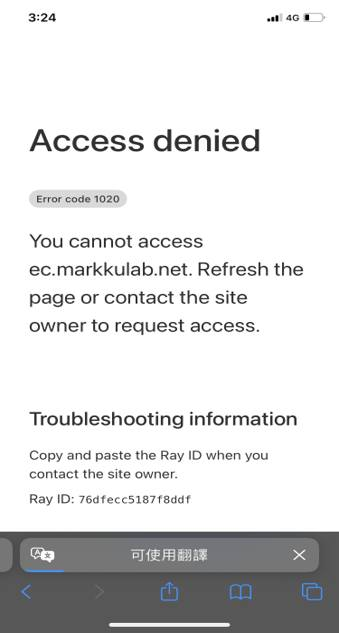 3:24
4G
Access denied
Error code 1020
You cannot access
ec.markkulab.net. Refresh the
page or contact the site
owner to request access.
Troubleshooting information
Copy and paste the Ray ID when you
contact the site owner.
Ray ID: 76dfecc5187f8ddf
可使用翻譯